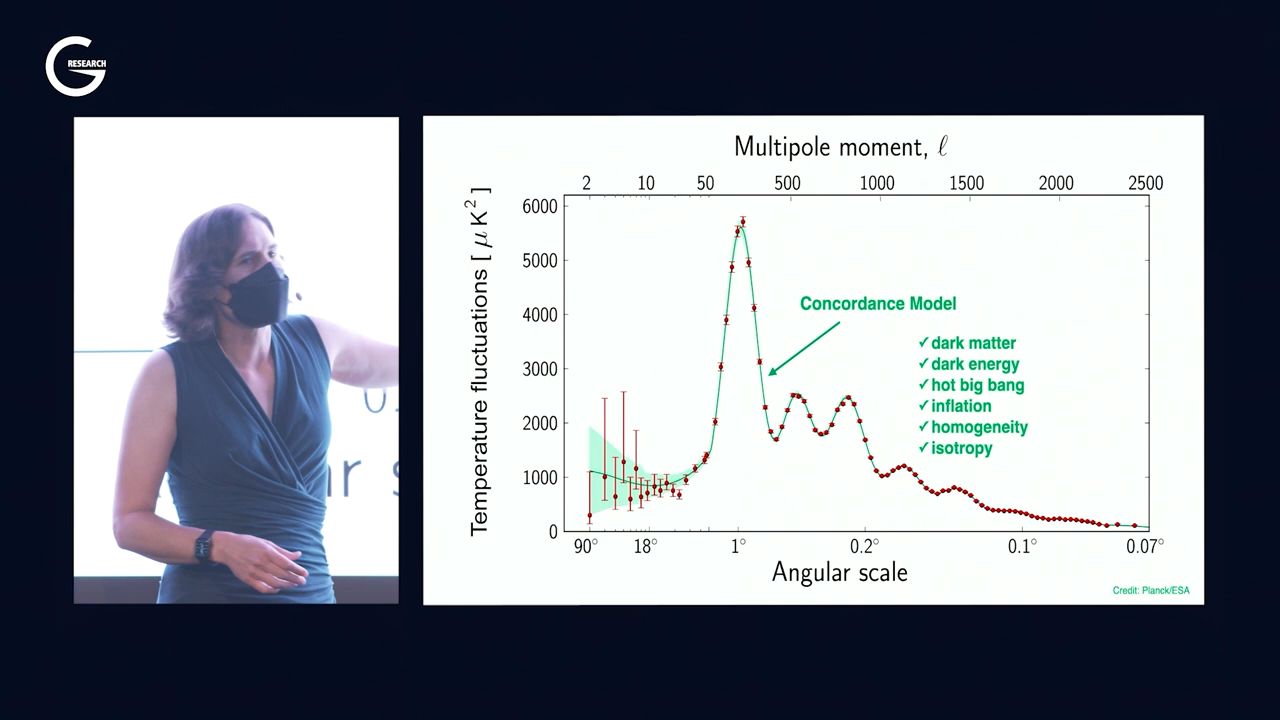 G
RESEARCH
Multipole moment, ℓ
2 10 50 500 1000 1500 2000 2500
Temperature fluctuations [ μ K² ]
6000
5000
4000
3000
2000
1000
0
Concordance Model
✓dark matter
✓dark energy
✓hot big bang
✓inflation
✓homogeneity
✓isotropy
90° 18° 1° 0.2° 0.1° 0.07°
Angular scale
Credit: Planck/ESA